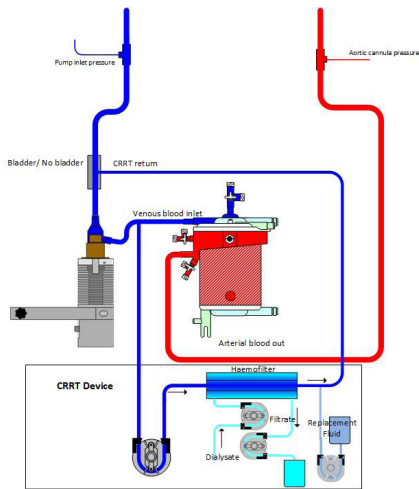 Pump inlet pressure
Aortic cannula pressure
Bladder/ No bladder
CRRT return
Venous blood inlet
Arterial blood out
CRRT Device
Haemofilter
Filtrate
Replacement
Fluid
Dialysate